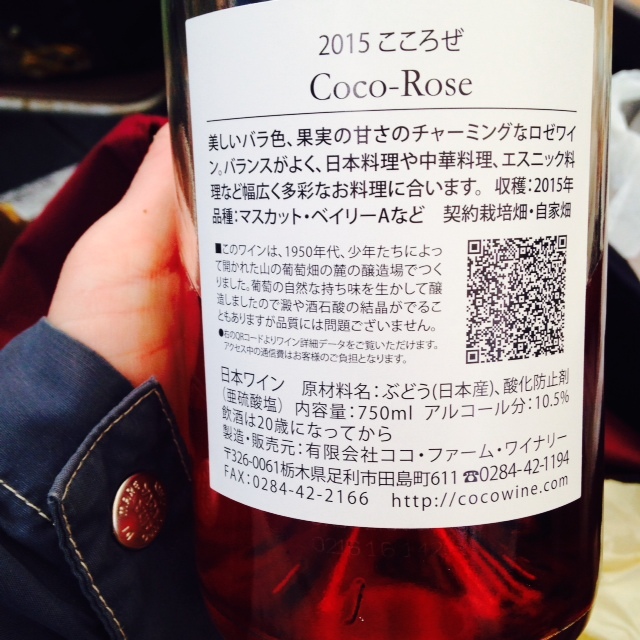 2015 こころぜ
Coco-Rose
美しいバラ色、果実の甘さのチャーミングなロゼワイ
ン。バランスがよく、日本料理や中華料理、エスニック料
理など幅広く多彩なお料理に合います。 収穫：2015年
品種：マスカット・ベイリーAなど 契約栽培畑・自家畑
■このワインは、1950年代、少年たちによっ
て開かれた山の葡萄畑の麓の醸造場でつく
りました。葡萄の自然な持ち味を生かして醸
造しましたので澱や酒石酸の結晶がでるこ
ともありますが品質には問題ございません。
●右のQRコードよりワイン詳細データをご覧いただけます。
アクセス中の通信費はお客様のご負担となります。
日本ワイン 原材料名：ぶどう(日本産)、酸化防止剤
(亜硫酸塩) 内容量：750ml アルコール分：10.5%
飲酒は20歳になってから
製造・販売元：有限会社ココ・ファーム・ワイナリー
〒326-0061栃木県足利市田島町611 ☎0284-42-1194
FAX:0284-42-2166 http://cocowine.com